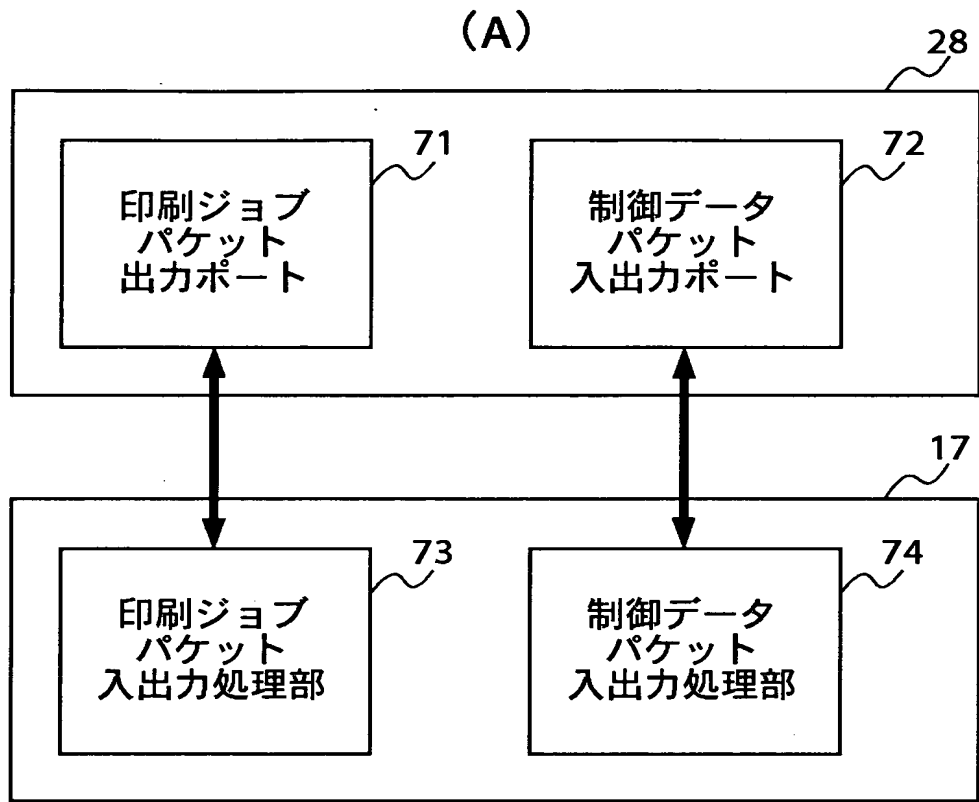 (A)
28
71
72
印刷ジョブ
パケット
出力ポート
制御データ
パケット
入出力ポート
17
73
74
印刷ジョブ
パケット
入出力処理部
制御データ
パケット
入出力処理部